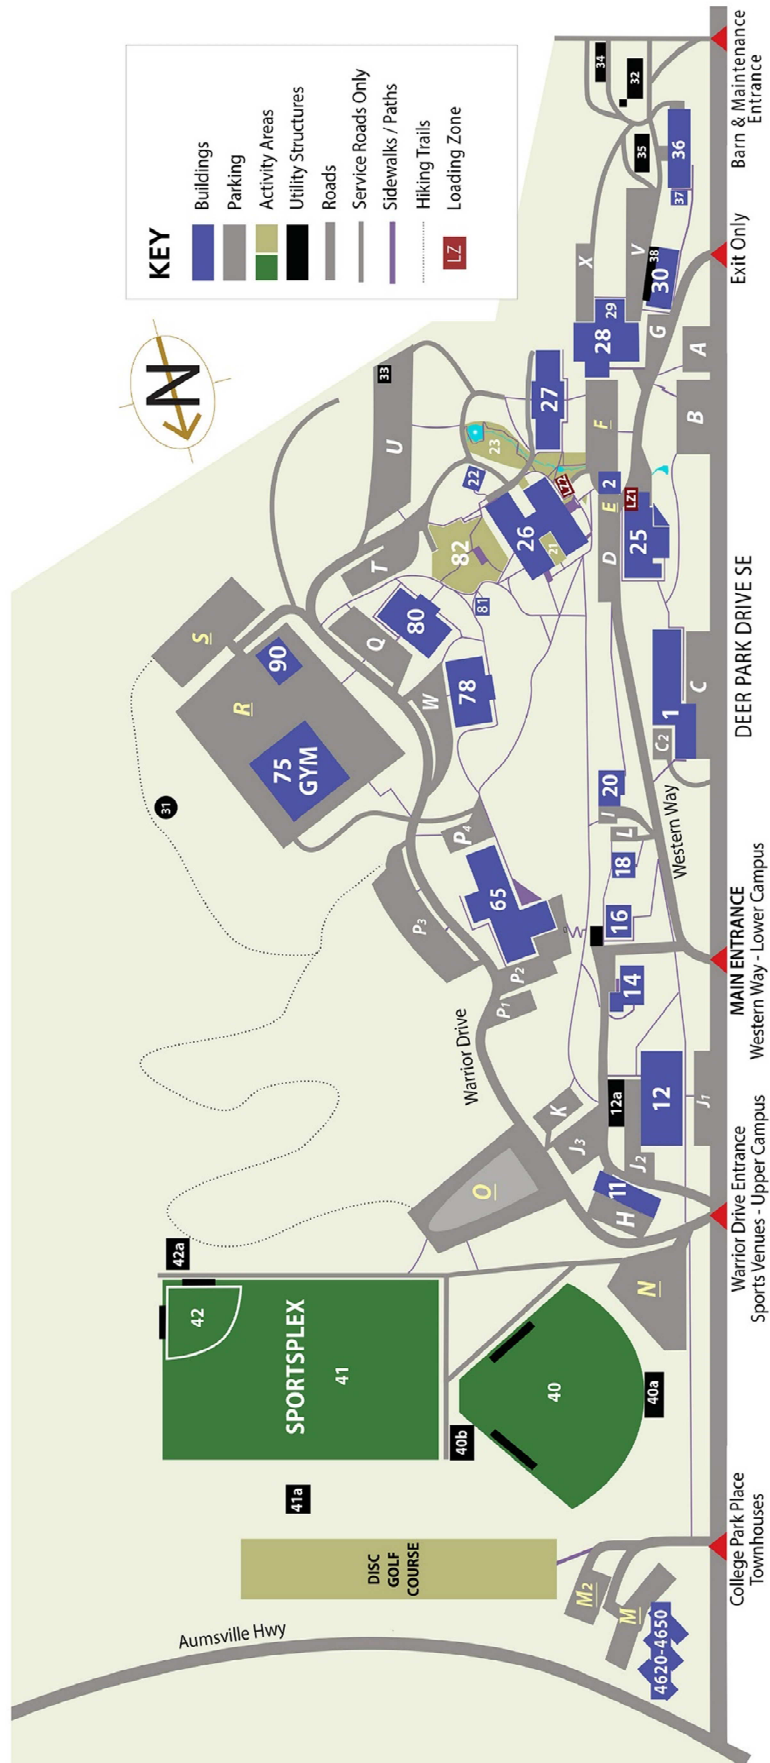 KEY
Buildings
Parking
Activity Areas
Utility Structures
Roads
Service Roads Only
Sidewalks / Paths
Hiking Trails
LZ Loading Zone
N
Aumsville Hwy
DISC
GOLF
COURSE
41a
SPORTSPLEX
41
42
42a
40b
40
40a
M2
M
4620-4650
College Park Place
Townhouses
N
O
H
11
K
J3
J2
12a
12
J1
Warrior Drive Entrance
Sports Venues - Upper Campus
Warrior Drive
P1
P2
P3
P4
65
14
16
18
L
I
20
MAIN ENTRANCE
Western Way - Lower Campus
Western Way
31
75
GYM
R
90
S
Q
W
T
80
78
81
82
U
33
22
23
26
21
LZ2
27
C2
1
C
DEER PARK DRIVE SE
D
E
2
25
LZ1
F
28
29
X
B
A
G
V
30
38
Exit Only
37
36
35
34
32
Barn & Maintenance
Entrance